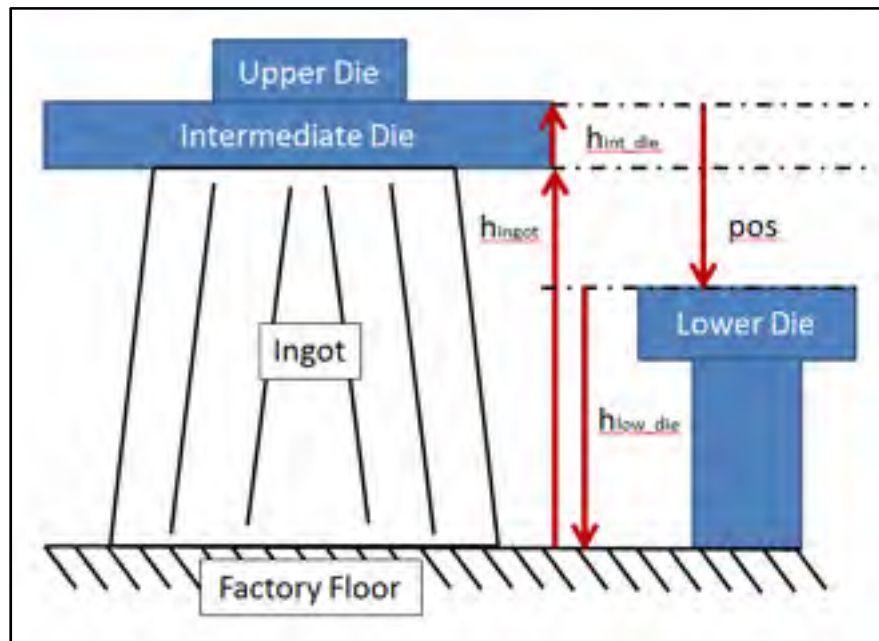 Upper Die
Intermediate Die
hint_die
hingot
pos
Lower Die
Ingot
hlow_die
Factory Floor